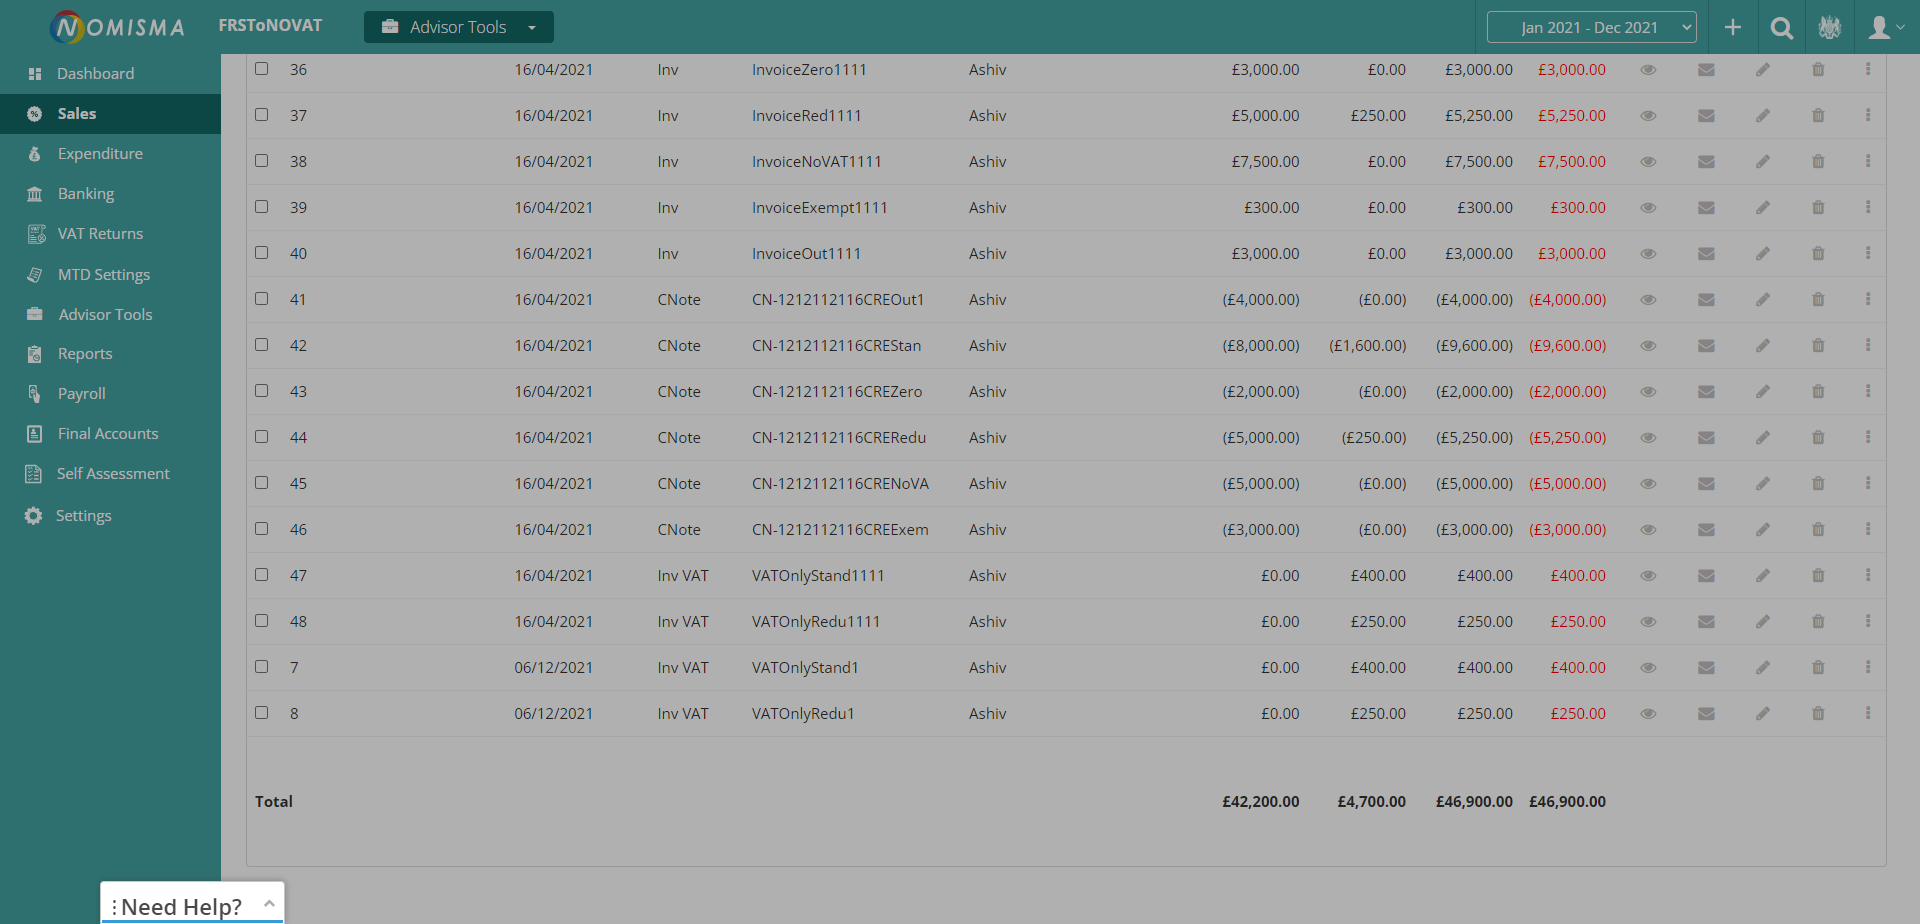 NOMISMA FRSToNOVAT Advisor Tools Jan 2021 - Dec 2021
Dashboard
Sales
Expenditure
Banking
VAT Returns
MTD Settings
Advisor Tools
Reports
Payroll
Final Accounts
Self Assessment
Settings
36 16/04/2021 Inv InvoiceZero1111 Ashiv £3,000.00 £0.00 £3,000.00 £3,000.00
37 16/04/2021 Inv InvoiceRed1111 Ashiv £5,000.00 £250.00 £5,250.00 £5,250.00
38 16/04/2021 Inv InvoiceNoVAT1111 Ashiv £7,500.00 £0.00 £7,500.00 £7,500.00
39 16/04/2021 Inv InvoiceExempt1111 Ashiv £300.00 £0.00 £300.00 £300.00
40 16/04/2021 Inv InvoiceOut1111 Ashiv £3,000.00 £0.00 £3,000.00 £3,000.00
41 16/04/2021 CNote CN-1212112116CREOut1 Ashiv (£4,000.00) (£0.00) (£4,000.00) (£4,000.00)
42 16/04/2021 CNote CN-1212112116CREStan Ashiv (£8,000.00) (£1,600.00) (£9,600.00) (£9,600.00)
43 16/04/2021 CNote CN-1212112116CREZero Ashiv (£2,000.00) (£0.00) (£2,000.00) (£2,000.00)
44 16/04/2021 CNote CN-1212112116CRERedu Ashiv (£5,000.00) (£250.00) (£5,250.00) (£5,250.00)
45 16/04/2021 CNote CN-1212112116CRENoVA Ashiv (£5,000.00) (£0.00) (£5,000.00) (£5,000.00)
46 16/04/2021 CNote CN-1212112116CREExem Ashiv (£3,000.00) (£0.00) (£3,000.00) (£3,000.00)
47 16/04/2021 Inv VAT VATOnlyStand1111 Ashiv £0.00 £400.00 £400.00 £400.00
48 16/04/2021 Inv VAT VATOnlyRedu1111 Ashiv £0.00 £250.00 £250.00 £250.00
7 06/12/2021 Inv VAT VATOnlyStand1 Ashiv £0.00 £400.00 £400.00 £400.00
8 06/12/2021 Inv VAT VATOnlyRedu1 Ashiv £0.00 £250.00 £250.00 £250.00
Total £42,200.00 £4,700.00 £46,900.00 £46,900.00
Need Help?